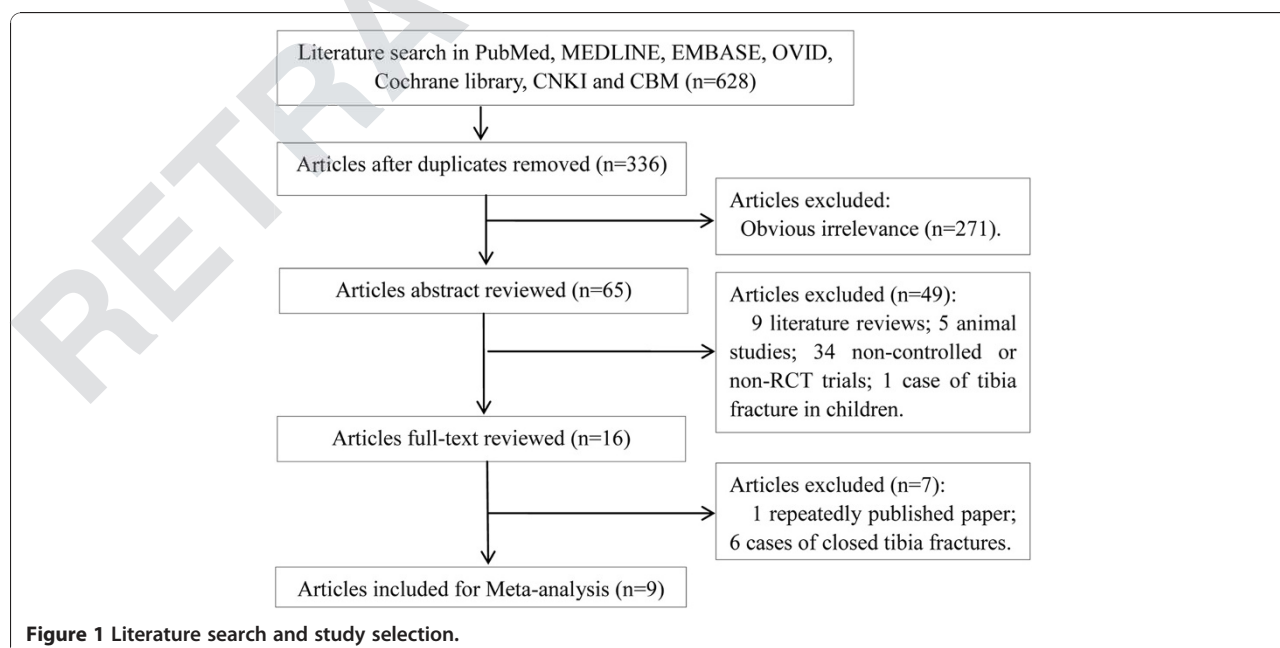 Literature search in PubMed, MEDLINE, EMBASE, OVID,
Cochrane library, CNKI and CBM (n=628)
Articles after duplicates removed (n=336)
Articles excluded:
Obvious irrelevance (n=271).
Articles abstract reviewed (n=65)
Articles excluded (n=49):
9 literature reviews; 5 animal
studies; 34 non-controlled or
non-RCT trials; 1 case of tibia
fracture in children.
Articles full-text reviewed (n=16)
Articles excluded (n=7):
1 repeatedly published paper;
6 cases of closed tibia fractures.
Articles included for Meta-analysis (n=9)
Figure 1 Literature search and study selection.
RETRA